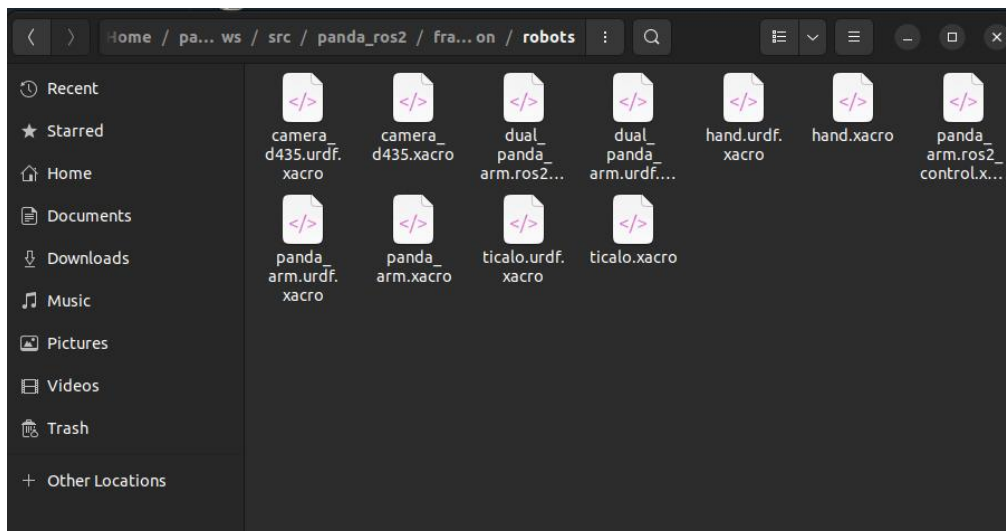 Home / pa... ws / src / panda_ros2 / fra... on / robots
Recent
Starred
Home
Documents
Downloads
Music
Pictures
Videos
Trash
+ Other Locations
camera_
d435.urdf.
xacro
camera_
d435.xacro
dual_
panda_
arm.ros2...
dual_
panda_
arm.urdf....
hand.urdf.
xacro
hand.xacro
panda_
arm.ros2_
control.x...
panda_
arm.urdf.
xacro
panda_
arm.xacro
ticalo.urdf.
xacro
ticalo.xacro